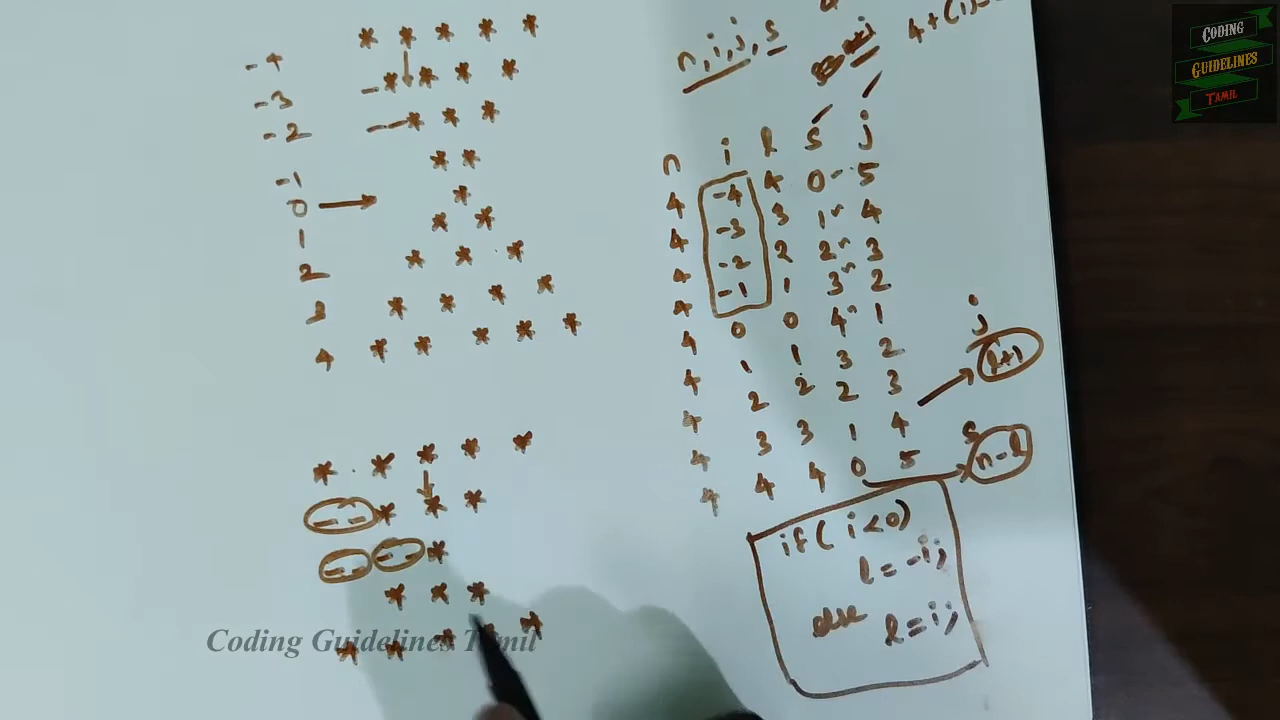 * * * * *
-4
-3
-2
-1
0
1
2
3
4
_ * * * *
_ _ * * *
* *
*
* *
* * *
* * * *
* * * * *
* * * * *
_ _ * * *
_ _ _ _ *
* * *
* * * * *
n, i, j, s
n i l s j
4 -4 4 0 5
4 -3 3 1 4
4 -2 2 2 3
4 -1 1 3 2
4 0 0 4 1
4 1 1 3 2
4 2 2 2 3
4 3 3 1 4
4 4 4 0 5
j
l+1
s
n-l
if( i<0)
l=-i;
else
l=i;
CODING
GUIDELINES
TAMIL
Coding Guidelines Tamil